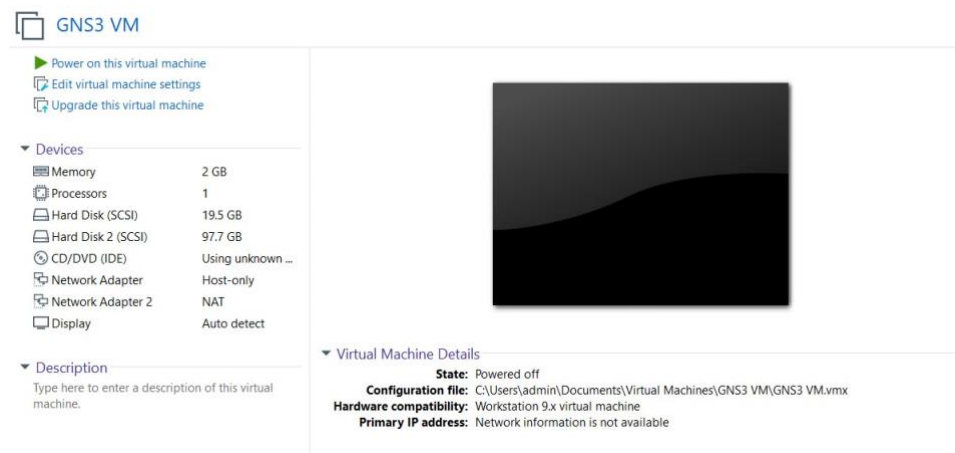 GNS3 VM
Power on this virtual machine
Edit virtual machine settings
Upgrade this virtual machine
Devices
Memory 2 GB
Processors 1
Hard Disk (SCSI) 19.5 GB
Hard Disk 2 (SCSI) 97.7 GB
CD/DVD (IDE) Using unknown ...
Network Adapter Host-only
Network Adapter 2 NAT
Display Auto detect
Description
Type here to enter a description of this virtual
machine.
Virtual Machine Details
State: Powered off
Configuration file: C:\Users\admin\Documents\Virtual Machines\GNS3 VM\GNS3 VM.vmx
Hardware compatibility: Workstation 9.x virtual machine
Primary IP address: Network information is not available